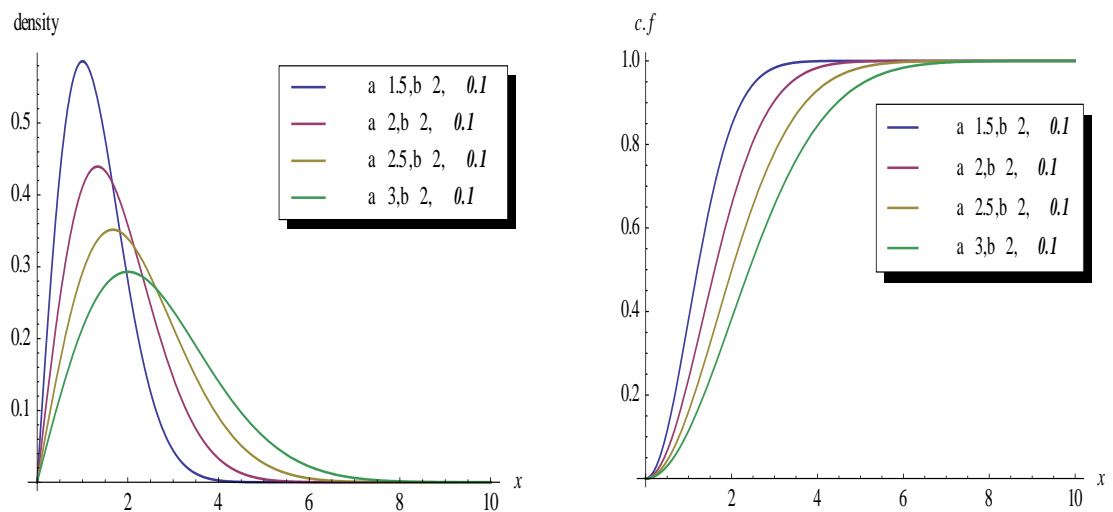 density
0.5
0.4
0.3
0.2
0.1
2 4 6 8 10 x
a 1.5,b 2, 0.1
a 2,b 2, 0.1
a 2.5,b 2, 0.1
a 3,b 2, 0.1
c.f
1.0
0.8
0.6
0.4
0.2
2 4 6 8 10 x
a 1.5,b 2, 0.1
a 2,b 2, 0.1
a 2.5,b 2, 0.1
a 3,b 2, 0.1